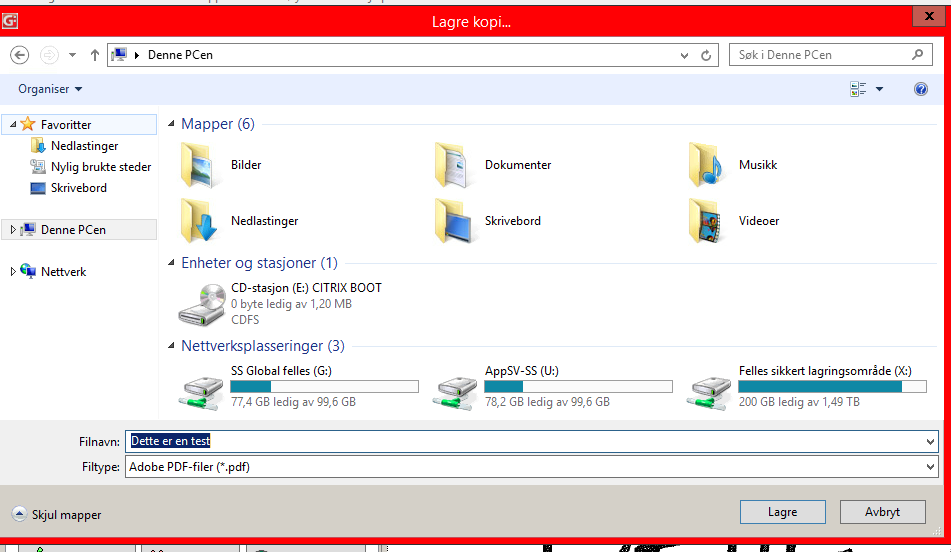 Lagre kopi...
Denne PCen
Søk i Denne PCen
Organiser
Favoritter
Nedlastinger
Nylig brukte steder
Skrivebord
Denne PCen
Nettverk
Mapper (6)
Bilder
Dokumenter
Musikk
Nedlastinger
Skrivebord
Videoer
Enheter og stasjoner (1)
CD-stasjon (E:) CITRIX BOOT
0 byte ledig av 1,20 MB
CDFS
Nettverksplasseringer (3)
SS Global felles (G:)
77,4 GB ledig av 99,6 GB
AppSV-SS (U:)
78,2 GB ledig av 99,6 GB
Felles sikkert lagringsområde (X:)
200 GB ledig av 1,49 TB
Filnavn: Dette er en test
Filtype: Adobe PDF-filer (*.pdf)
Skjul mapper
Lagre
Avbryt